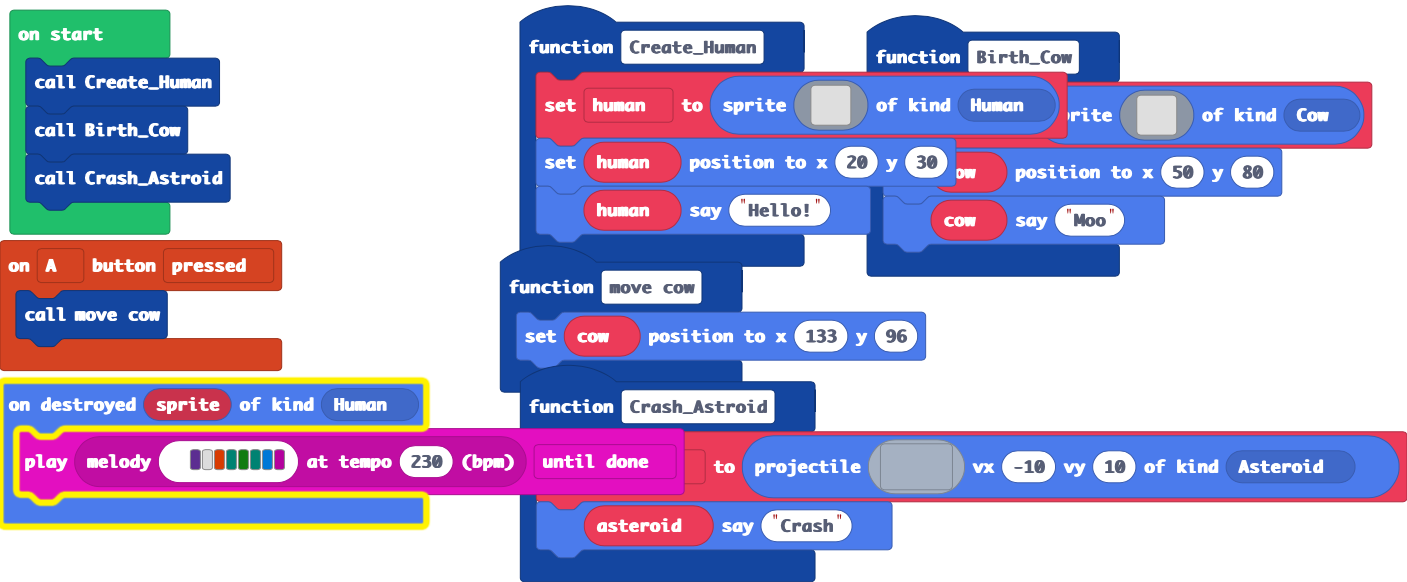 on start
call Create_Human
call Birth_Cow
call Crash_Astroid
on A button pressed
call move cow
on destroyed sprite of kind Human
play melody at tempo 230 (bpm) until done
function Create_Human
set human to sprite of kind Human
set human position to x 20 y 30
human say "Hello!"
function Birth_Cow
of kind Cow
position to x 50 y 80
cow say "Moo"
function move cow
set cow position to x 133 y 96
function Crash_Astroid
to projectile vx -10 vy 10 of kind Asteroid
asteroid say "Crash"